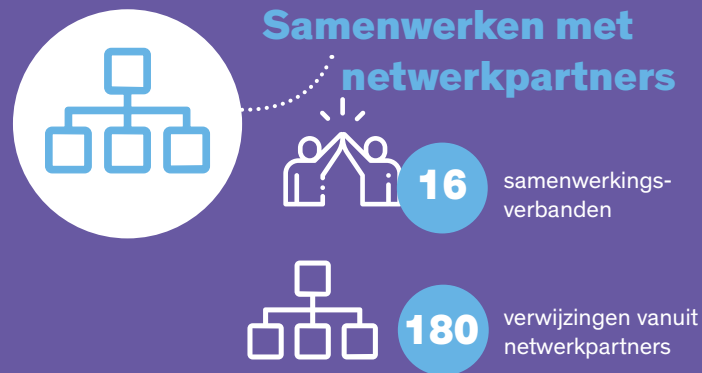 Samenwerken met
netwerkpartners
16
samenwerkings-
verbanden
180
verwijzingen vanuit
netwerkpartners